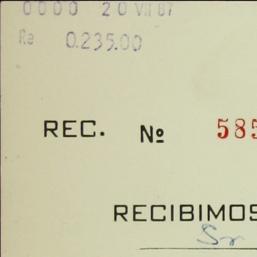 0000 20 VII 87
Re 0.235.00
REC. Nº 585
RECIBIMOS
Sr